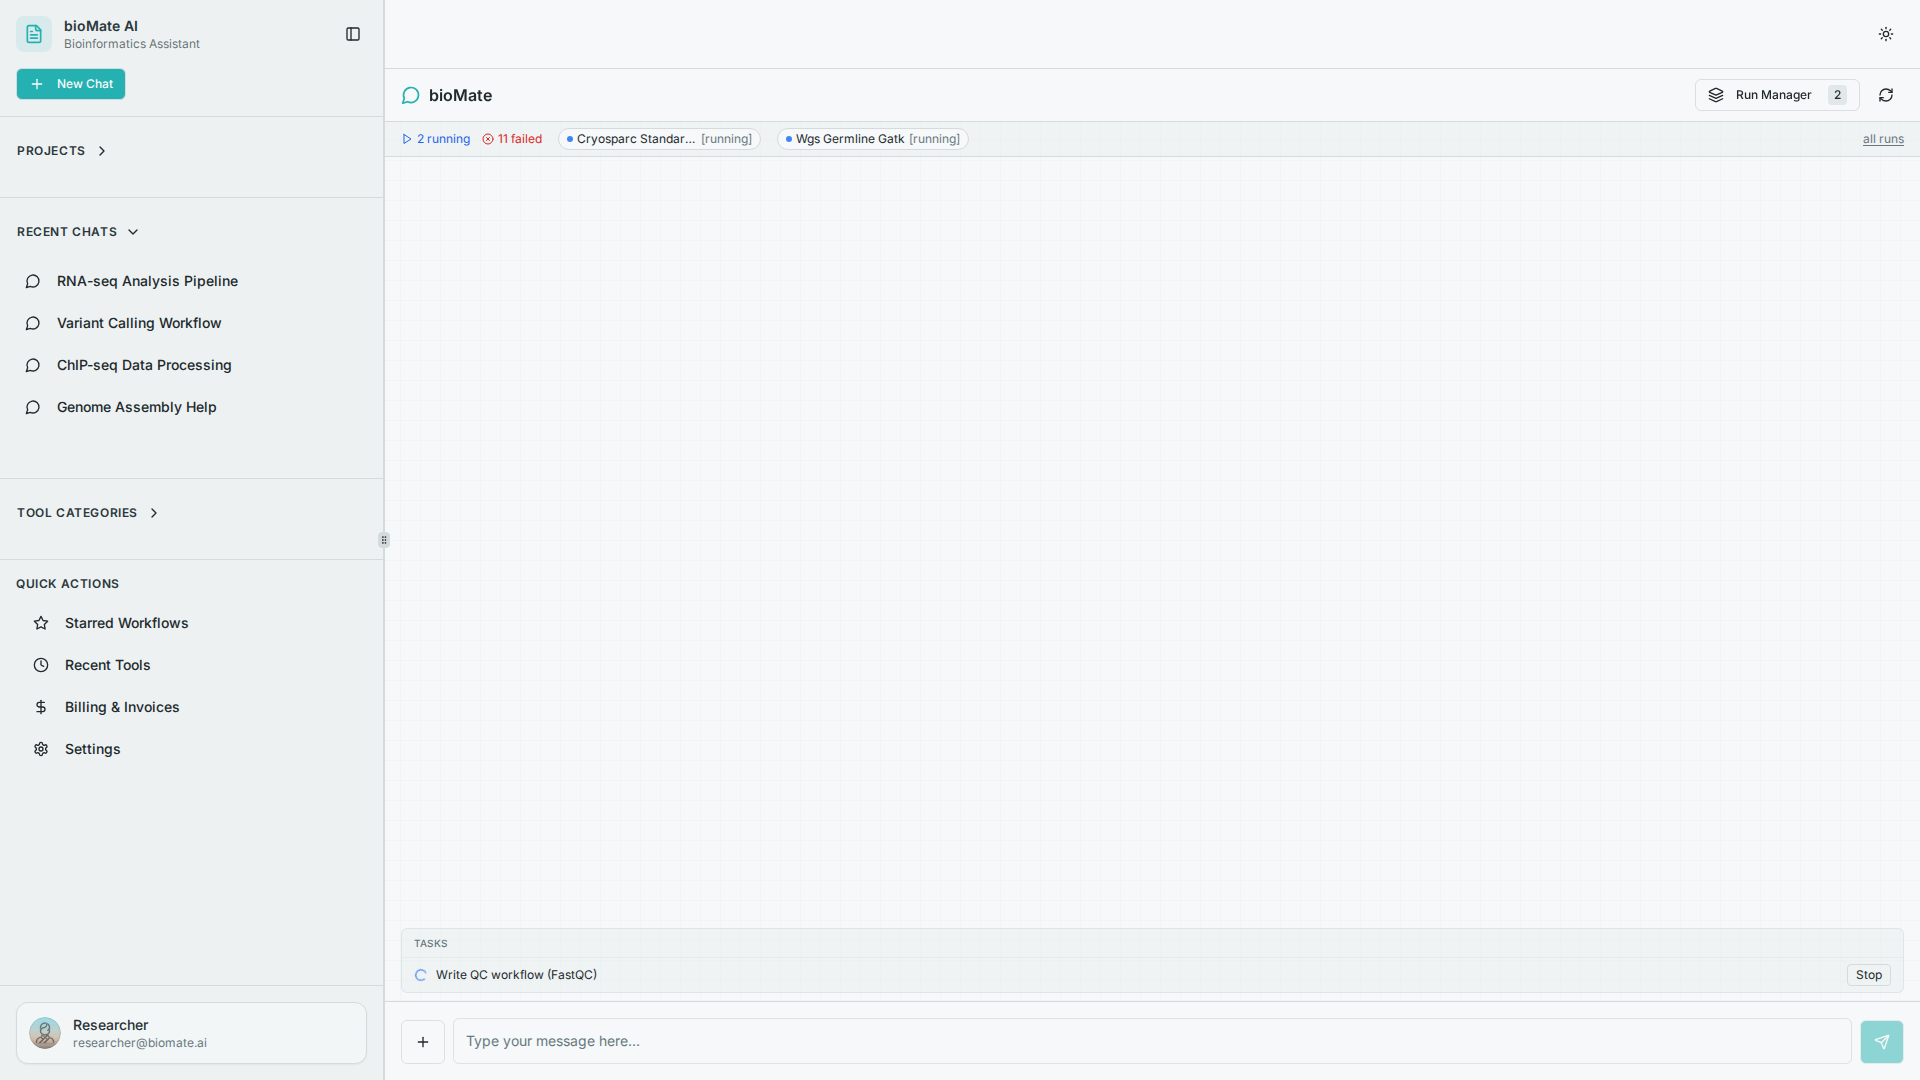 bioMate AI
Bioinformatics Assistant
New Chat
PROJECTS
RECENT CHATS
RNA-seq Analysis Pipeline
Variant Calling Workflow
ChIP-seq Data Processing
Genome Assembly Help
TOOL CATEGORIES
QUICK ACTIONS
Starred Workflows
Recent Tools
Billing & Invoices
Settings
Researcher
researcher@biomate.ai
bioMate
Run Manager 2
2 running 11 failed Cryosparc Standar... [running] Wgs Germline Gatk [running] all runs
TASKS
Write QC workflow (FastQC) Stop
Type your message here...